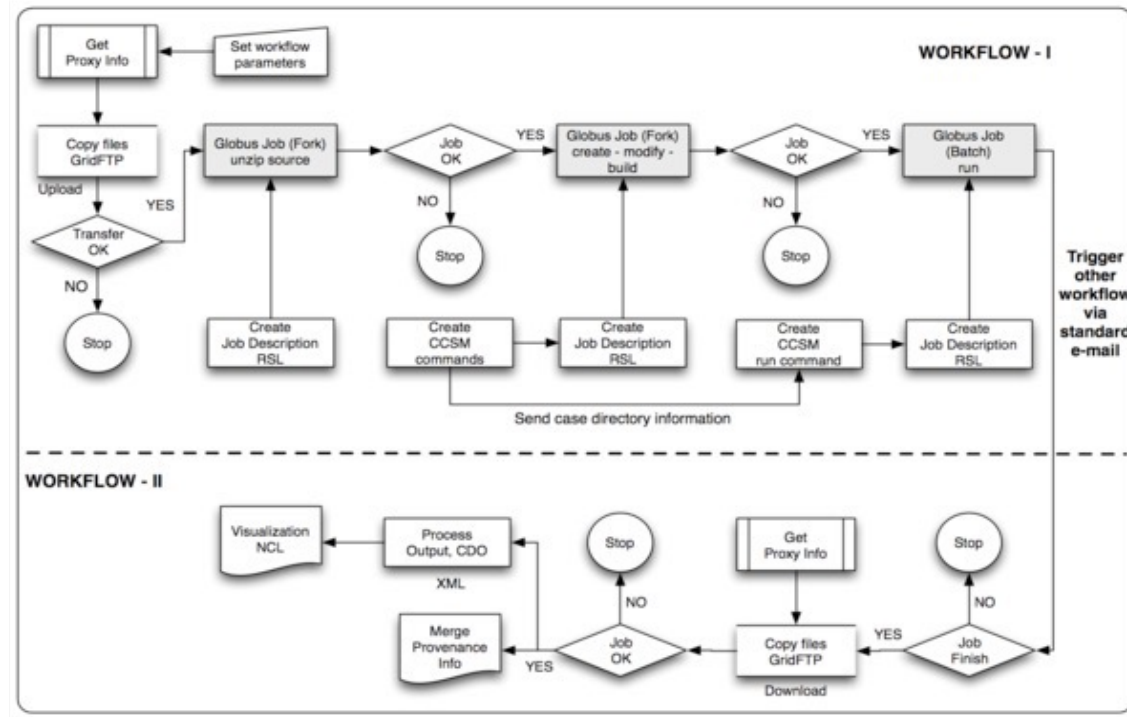 Get
Proxy Info
Set workflow
parameters
WORKFLOW - I
Copy files
GridFTP
Upload
YES
Transfer
OK
NO
Stop
Globus Job (Fork)
unzip source
Job
OK
YES
NO
Stop
Globus Job (Fork)
create - modify -
build
Job
OK
YES
NO
Stop
Globus Job
(Batch)
run
Create
Job Description
RSL
Create
CCSM
commands
Create
Job Description
RSL
Create
CCSM
run command
Create
Job Description
RSL
Send case directory information
Trigger
other
workflow
via
standard
e-mail
WORKFLOW - II
Visualization
NCL
Process
Output, CDO
XML
Merge
Provenance
Info
Stop
NO
Job
OK
YES
Get
Proxy Info
Copy files
GridFTP
Download
YES
Stop
NO
Job
Finish